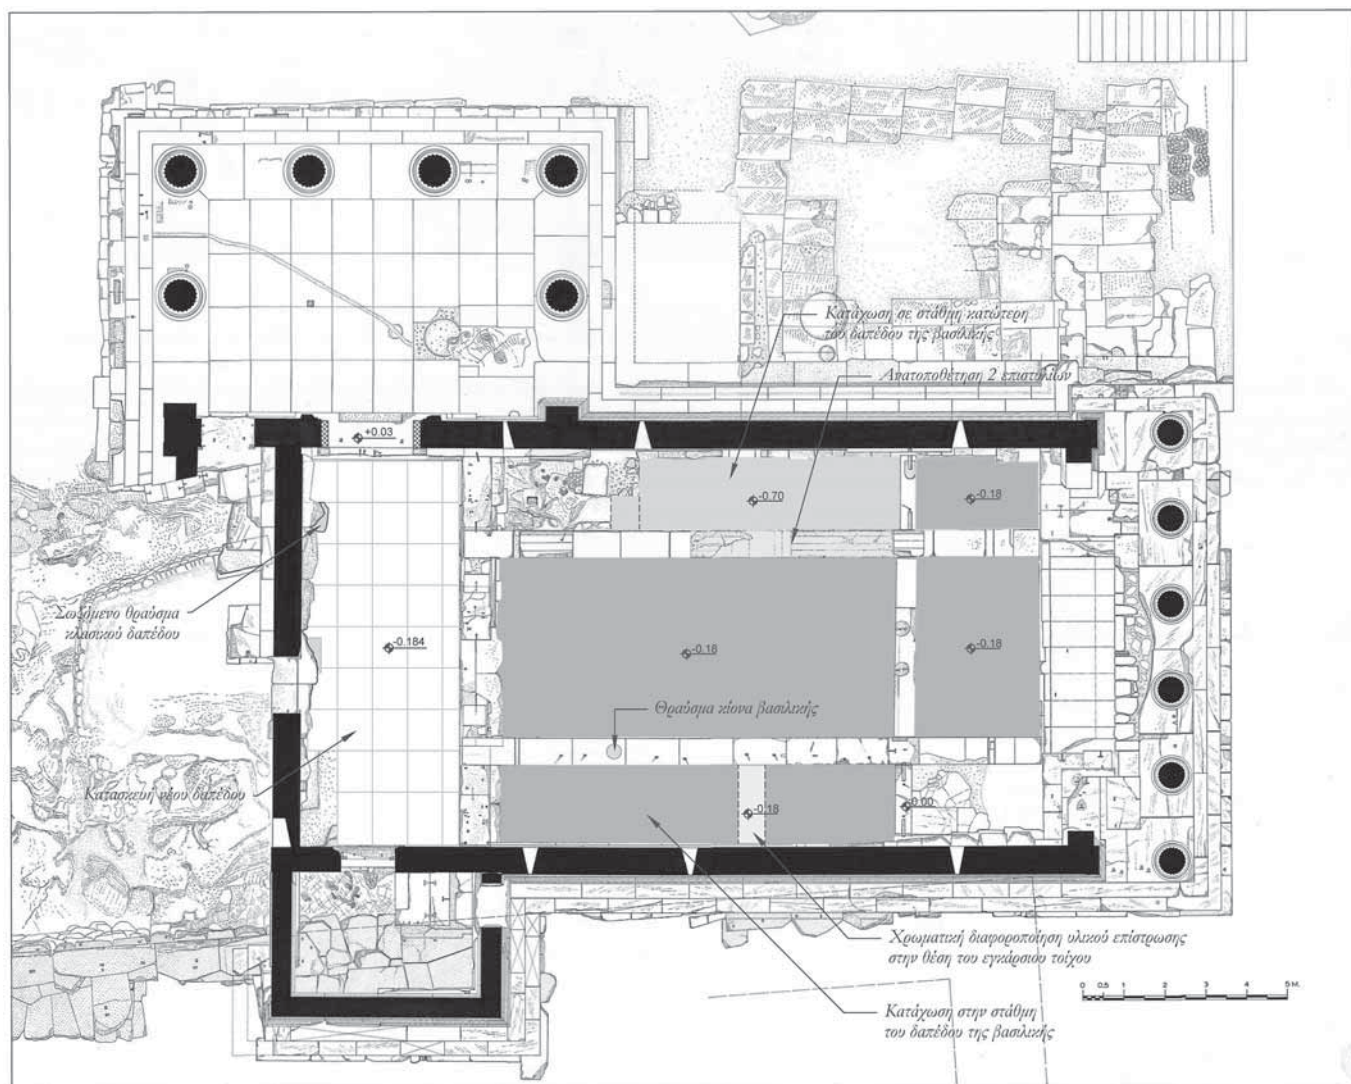 Κατάχωση σε στάθμη κατώτερη
του δαπέδου της βασιλικής
Ανατοποθέτηση 2 επιστυλίων
+0.03
-0.70
-0.18
Σωζόμενο θραύσμα
κλασικού δαπέδου
-0.184
-0.18
-0.18
Θραύσμα κίονα βασιλικής
Κατασκευή νέου δαπέδου
-0.18
0.00
Χρωματική διαφοροποίηση υλικού επίστρωσης
στην θέση του εγκάρσιου τοίχου
0 0,5 1 2 3 4 5 Μ.
Κατάχωση στην στάθμη
του δαπέδου της βασιλικής